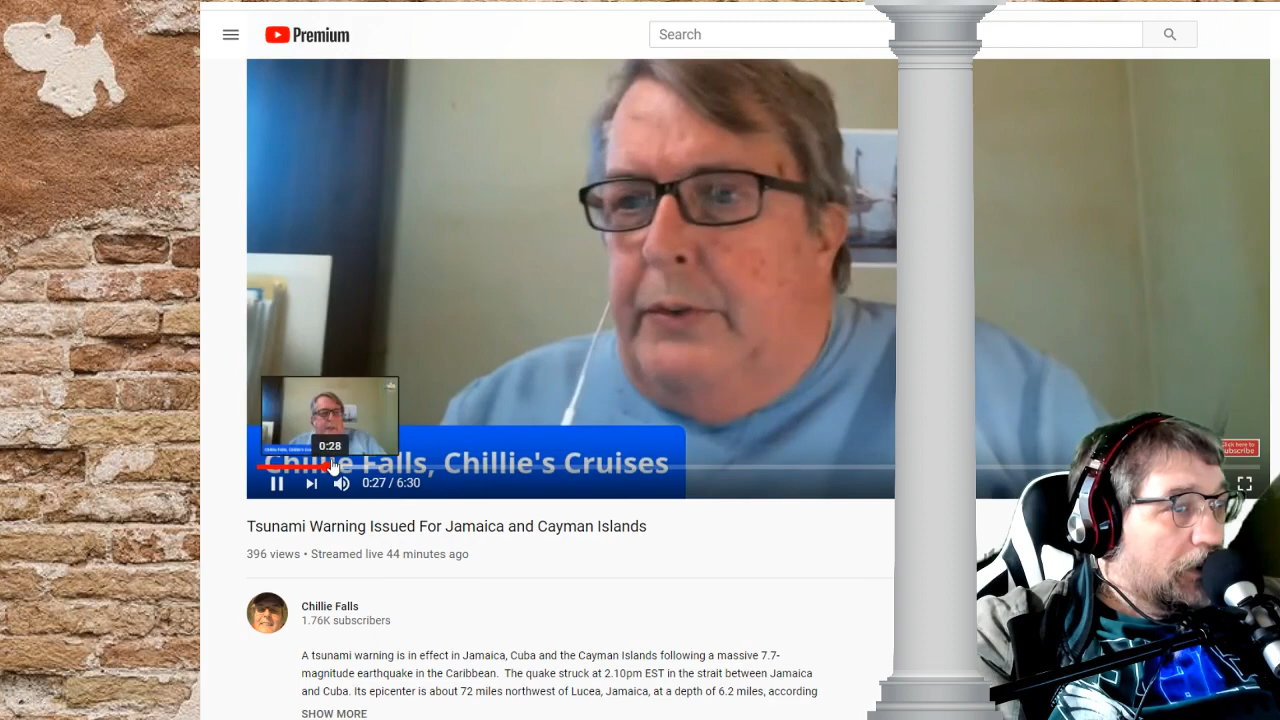 Premium
Search
0:28
Chillie Falls, Chillie's Cruises
Click here to
Subscribe
0:27 / 6:30
Tsunami Warning Issued For Jamaica and Cayman Islands
396 views • Streamed live 44 minutes ago
Chillie Falls
1.76K subscribers
A tsunami warning is in effect in Jamaica, Cuba and the Cayman Islands following a massive 7.7-
magnitude earthquake in the Caribbean. The quake struck at 2.10pm EST in the strait between Jamaica
and Cuba. Its epicenter is about 72 miles northwest of Lucea, Jamaica, at a depth of 6.2 miles, according
SHOW MORE